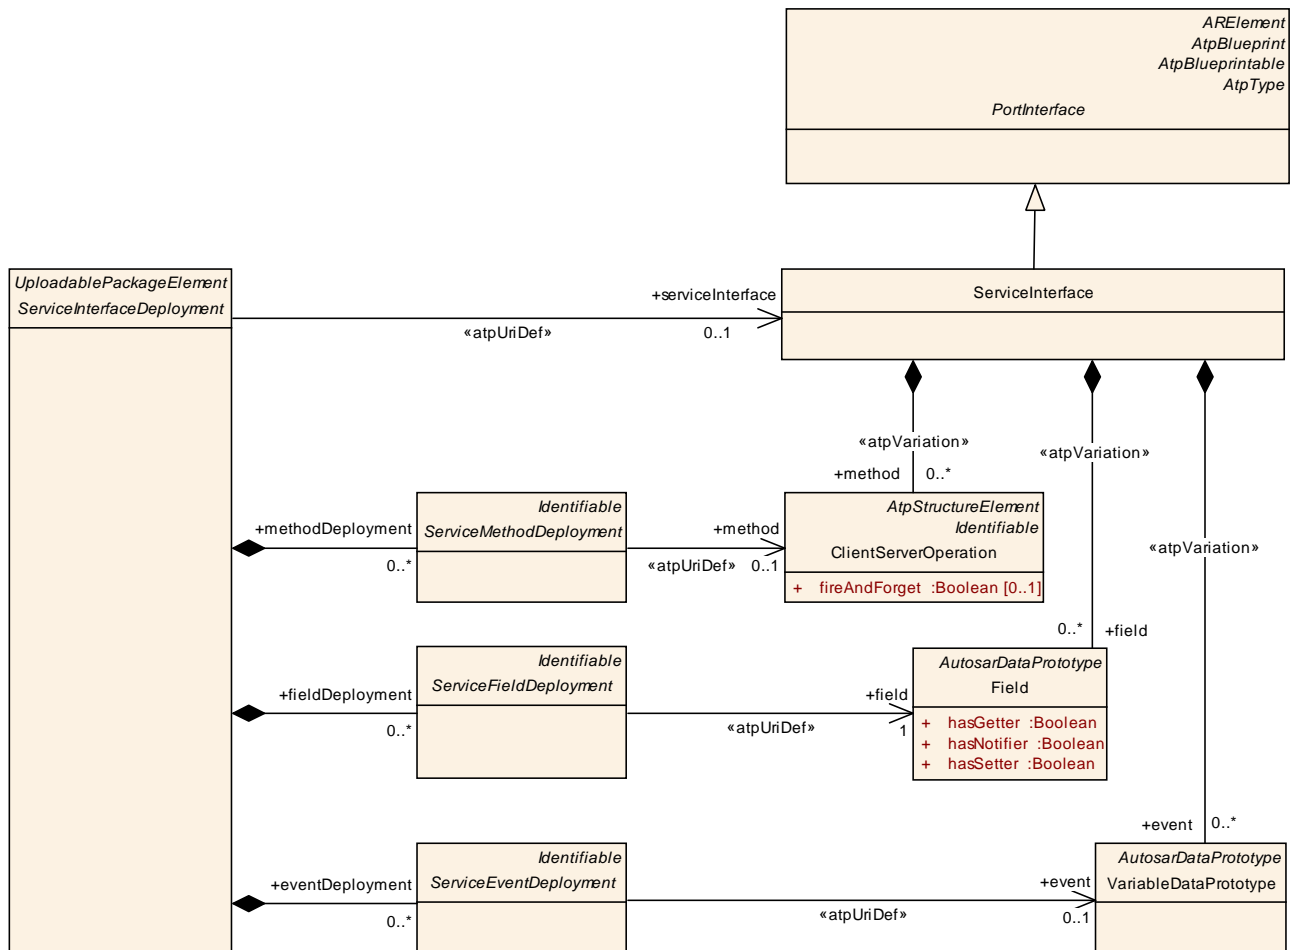 ARElement
AtpBlueprint
AtpBlueprintable
AtpType
PortInterface
UploadablePackageElement
ServiceInterfaceDeployment
+serviceInterface
«atpUriDef»
0..1
ServiceInterface
«atpVariation»
+method
0..*
«atpVariation»
0..*
+field
«atpVariation»
+event
0..*
+methodDeployment
0..*
Identifiable
ServiceMethodDeployment
+method
«atpUriDef»
0..1
AtpStructureElement
Identifiable
ClientServerOperation
+ fireAndForget :Boolean [0..1]
+fieldDeployment
0..*
Identifiable
ServiceFieldDeployment
+field
«atpUriDef»
1
AutosarDataPrototype
Field
+ hasGetter :Boolean
+ hasNotifier :Boolean
+ hasSetter :Boolean
+eventDeployment
0..*
Identifiable
ServiceEventDeployment
+event
«atpUriDef»
0..1
AutosarDataPrototype
VariableDataPrototype